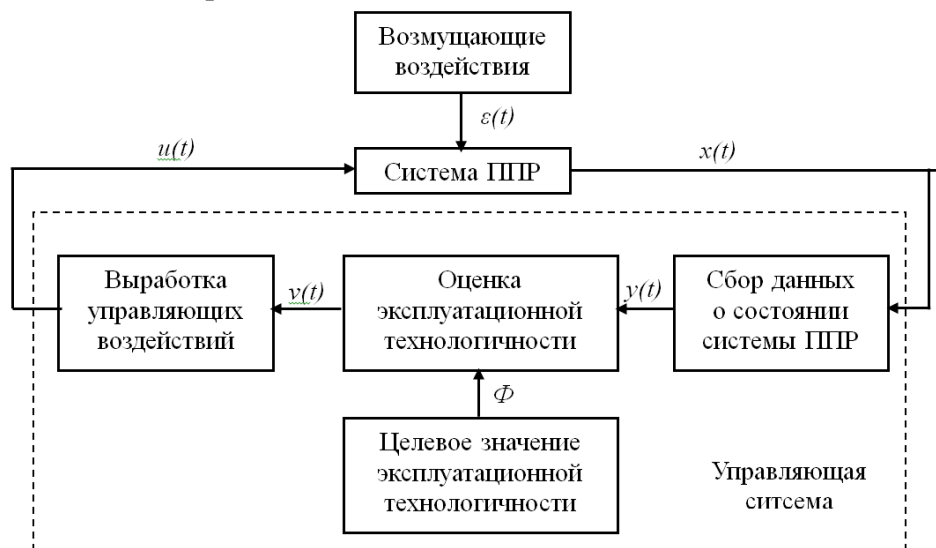 Возмущающие
воздействия
ε(t)
u(t)
x(t)
Система ППР
Выработка
управляющих
воздействий
v(t)
Оценка
эксплуатационной
технологичности
y(t)
Сбор данных
о состоянии
системы ППР
Ф
Целевое значение
эксплуатационной
технологичности
Управляющая
ситсема